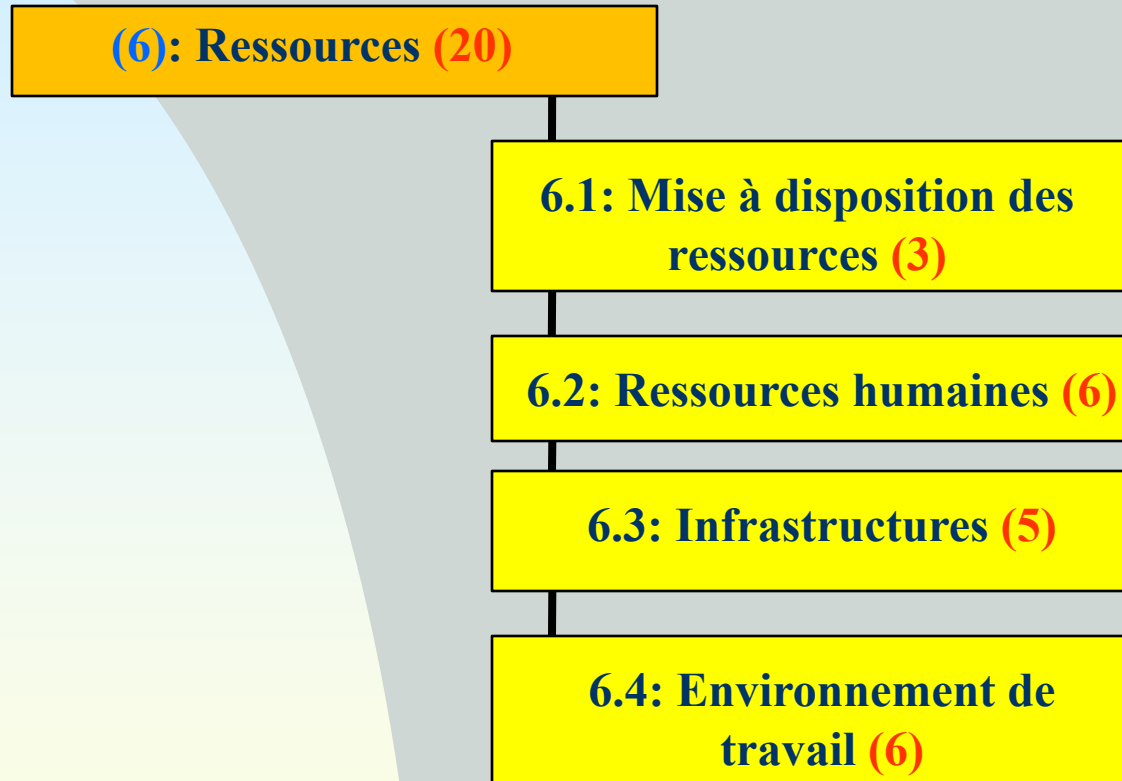 (6): Ressources (20)
6.1: Mise à disposition des
ressources (3)
6.2: Ressources humaines (6)
6.3: Infrastructures (5)
6.4: Environnement de
travail (6)